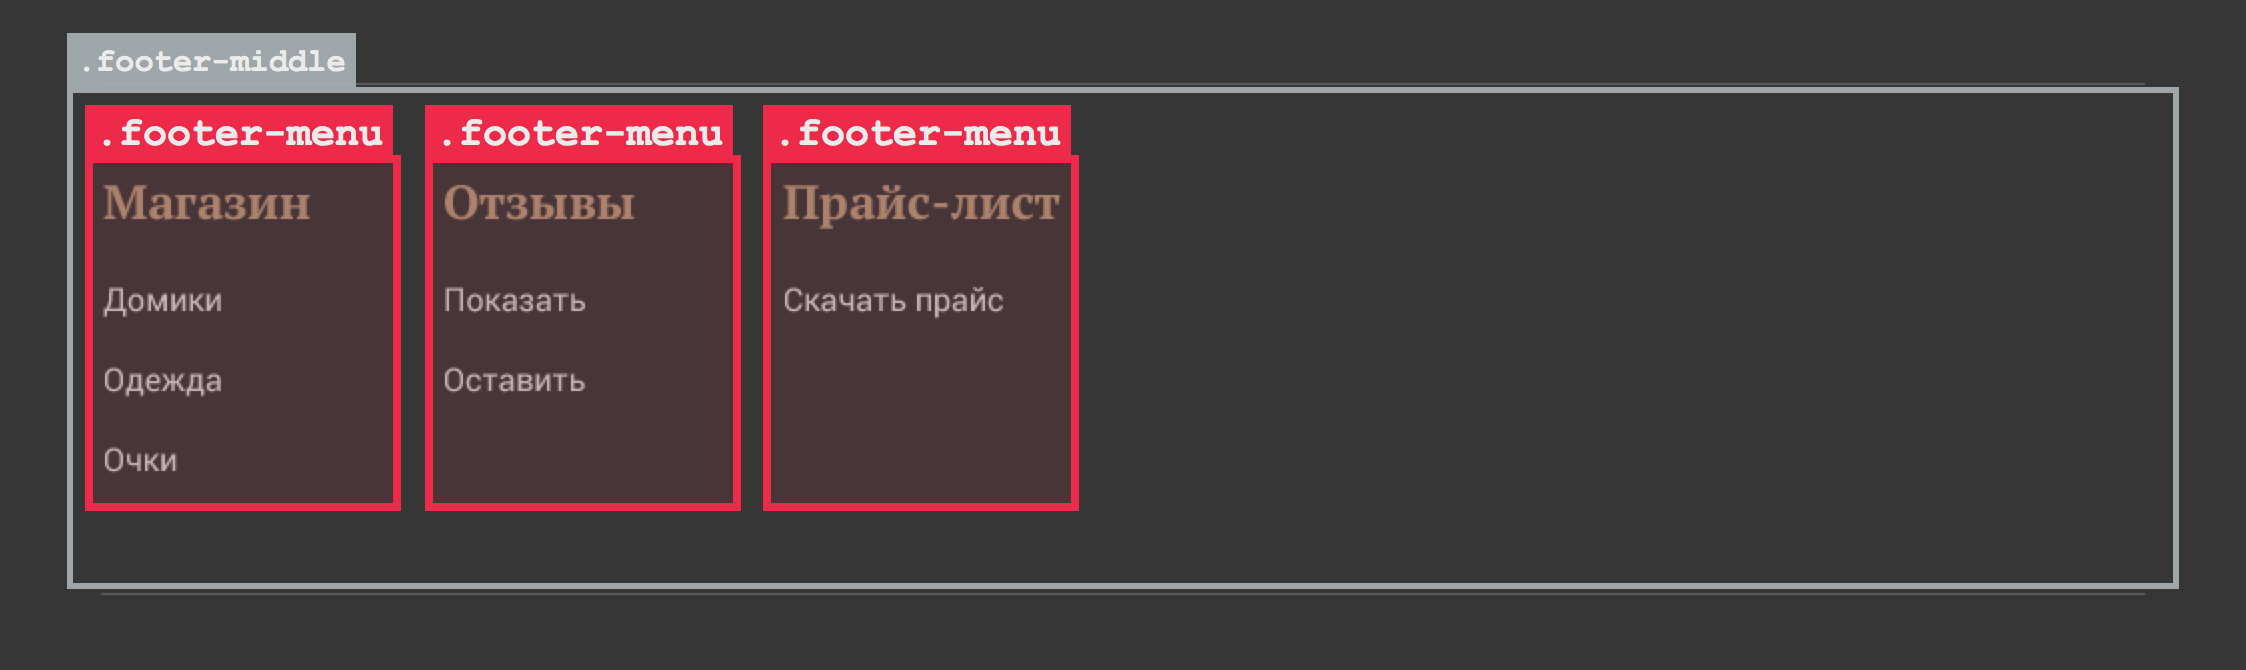 .footer-middle
.footer-menu .footer-menu .footer-menu
Магазин Отзывы Прайс-лист
Домики Показать Скачать прайс
Одежда Оставить
Очки